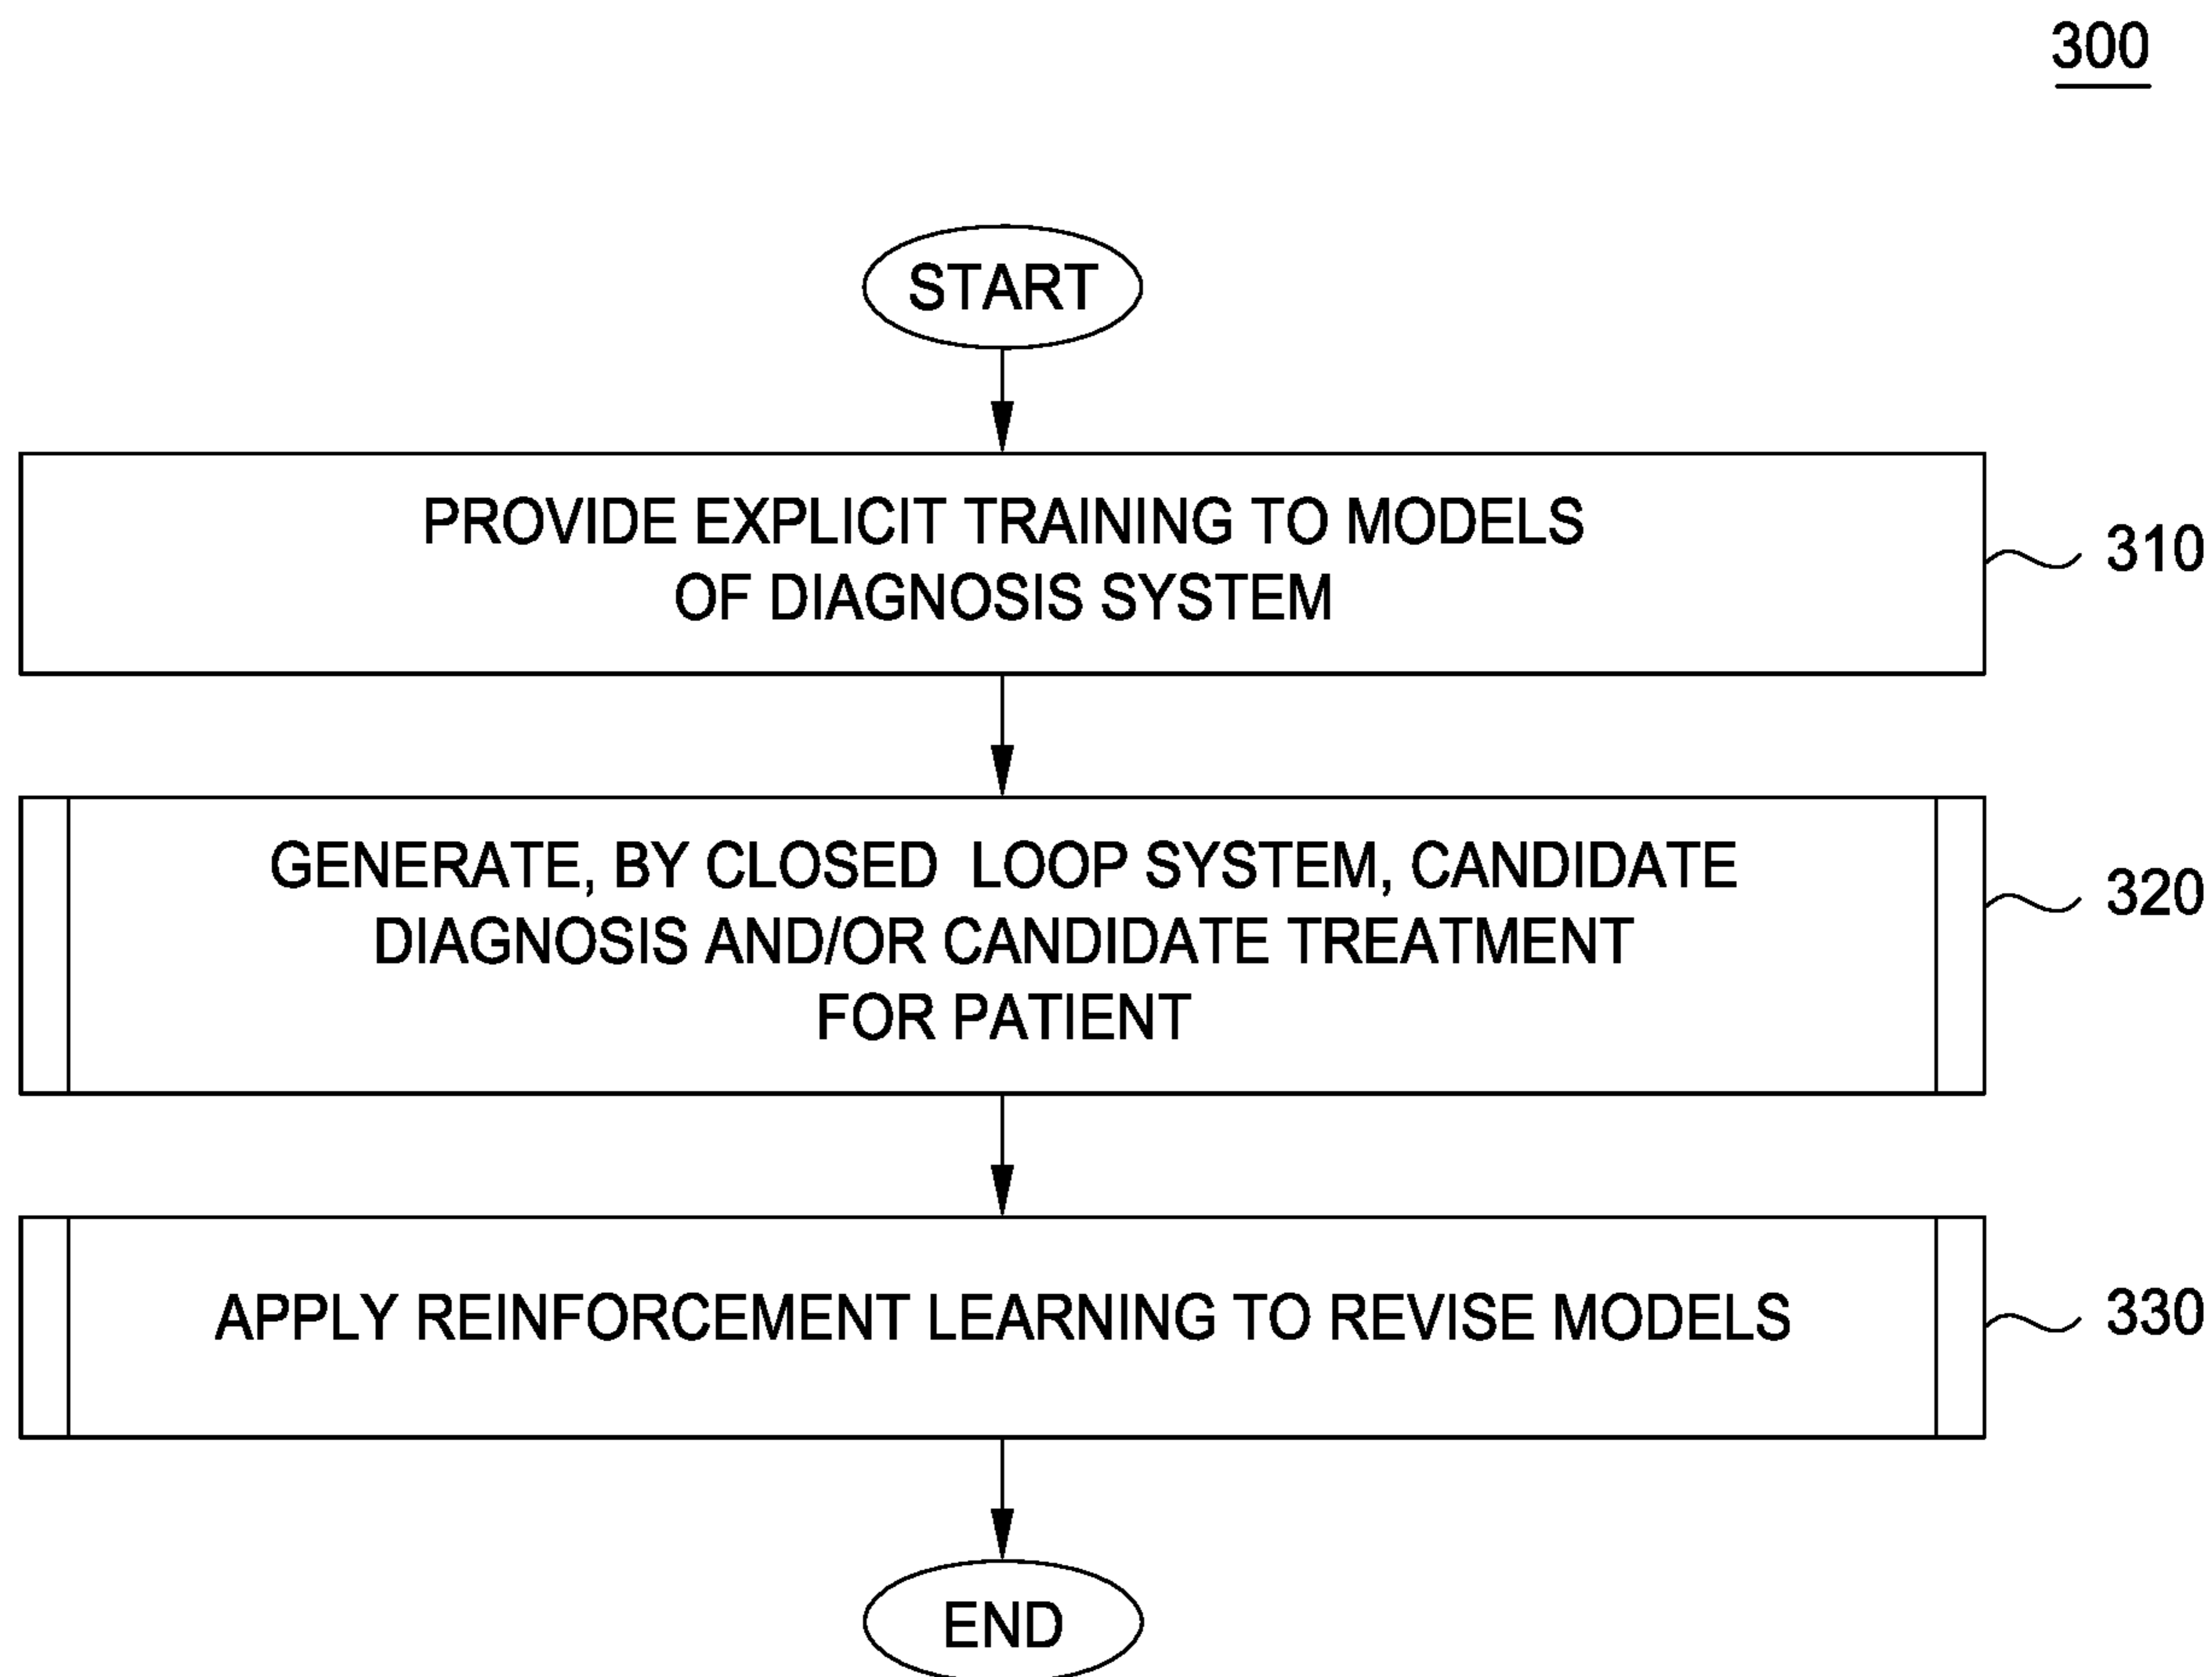 300
START
PROVIDE EXPLICIT TRAINING TO MODELS
OF DIAGNOSIS SYSTEM
310
GENERATE, BY CLOSED LOOP SYSTEM, CANDIDATE
DIAGNOSIS AND/OR CANDIDATE TREATMENT
FOR PATIENT
320
APPLY REINFORCEMENT LEARNING TO REVISE MODELS
330
END